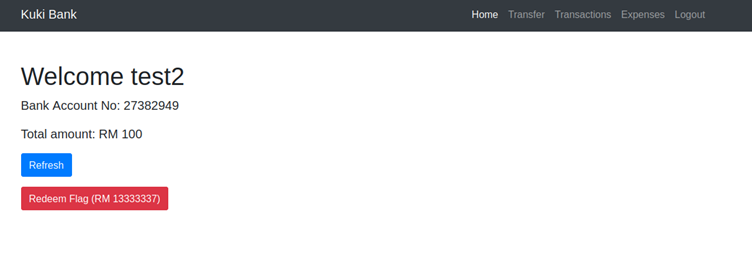 Kuki Bank Home Transfer Transactions Expenses Logout
Welcome test2
Bank Account No: 27382949
Total amount: RM 100
Refresh
Redeem Flag (RM 13333337)